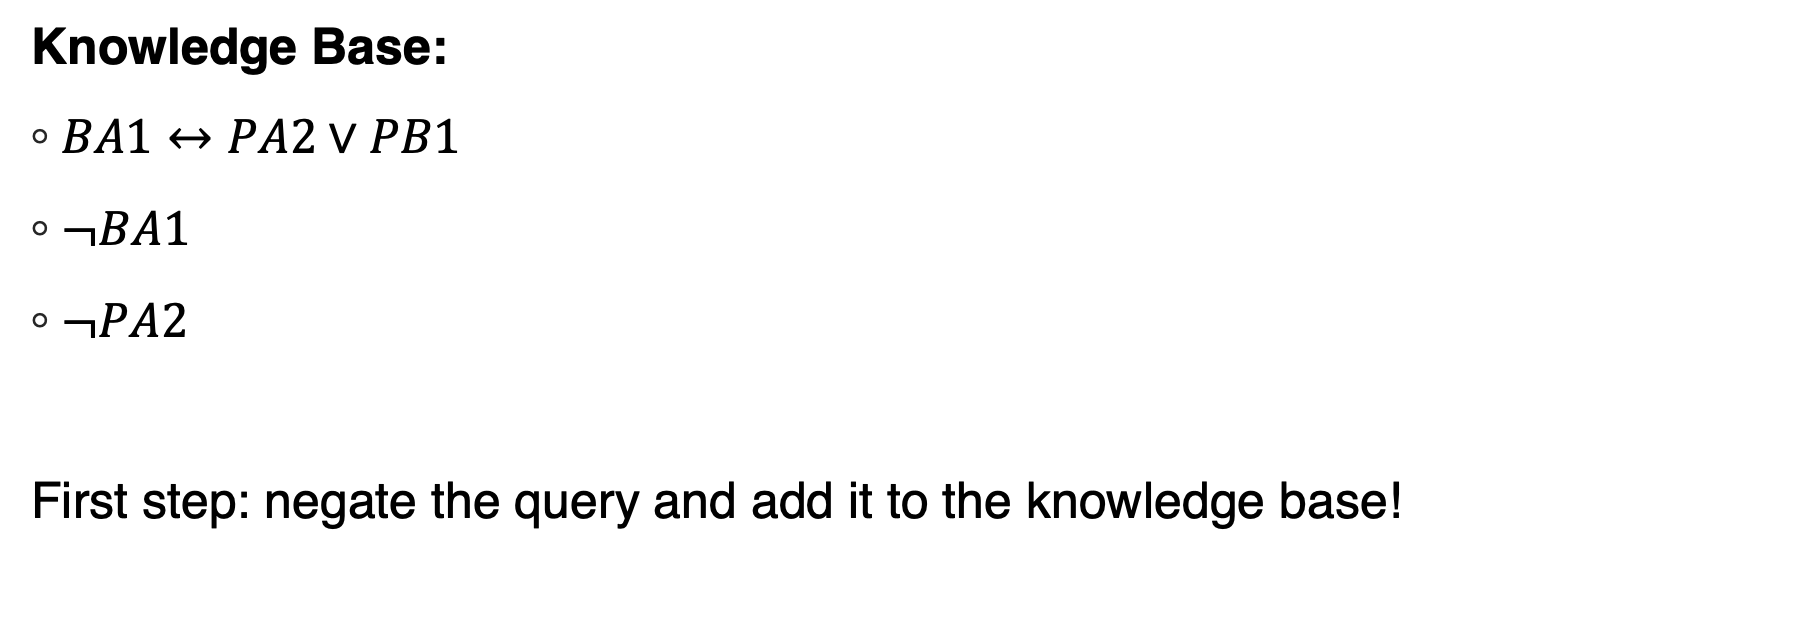 Knowledge Base:
∘ BA1 ↔ PA2 ∨ PB1
∘ ¬BA1
∘ ¬PA2
First step: negate the query and add it to the knowledge base!